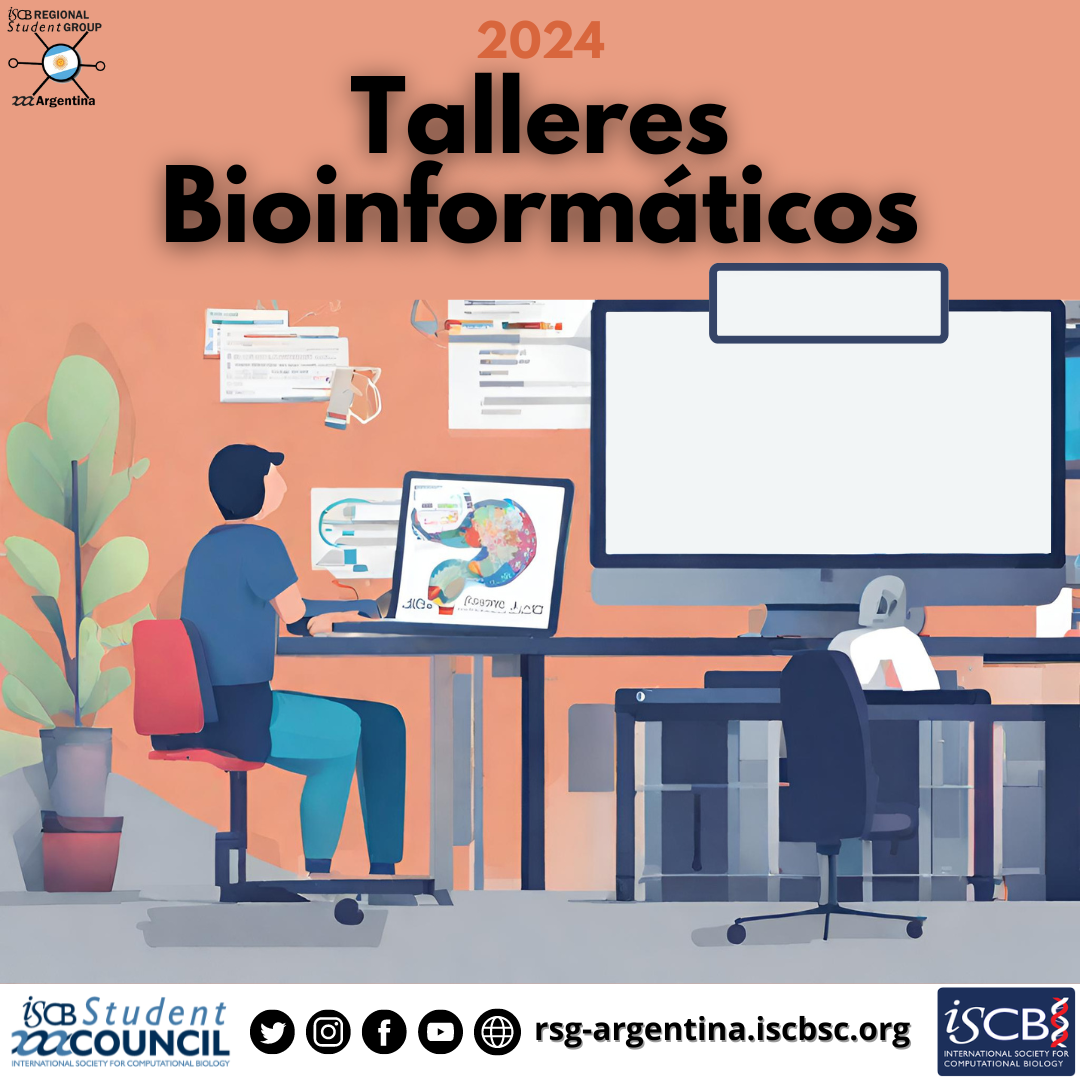 iSCB REGIONAL
Student GROUP
Argentina
2024
Talleres
Bioinformáticos
iSCB Student
COUNCIL
INTERNATIONAL SOCIETY FOR COMPUTATIONAL BIOLOGY
rsg-argentina.iscbsc.org
iSCB
INTERNATIONAL SOCIETY FOR
COMPUTATIONAL BIOLOGY